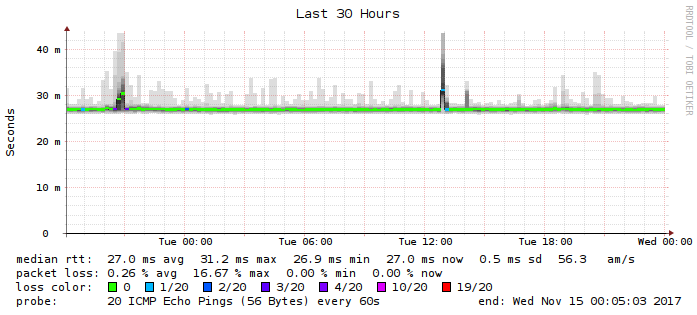 Last 30 Hours
RRDTOOL / TOBI OETIKER
Seconds
40 m
30 m
20 m
10 m
0
Tue 00:00 Tue 06:00 Tue 12:00 Tue 18:00 Wed 00:00
median rtt: 27.0 ms avg 31.2 ms max 26.9 ms min 27.0 ms now 0.5 ms sd 56.3 am/s
packet loss: 0.26 % avg 16.67 % max 0.00 % min 0.00 % now
loss color: 0 1/20 2/20 3/20 4/20 10/20 19/20
probe: 20 ICMP Echo Pings (56 Bytes) every 60s end: Wed Nov 15 00:05:03 2017